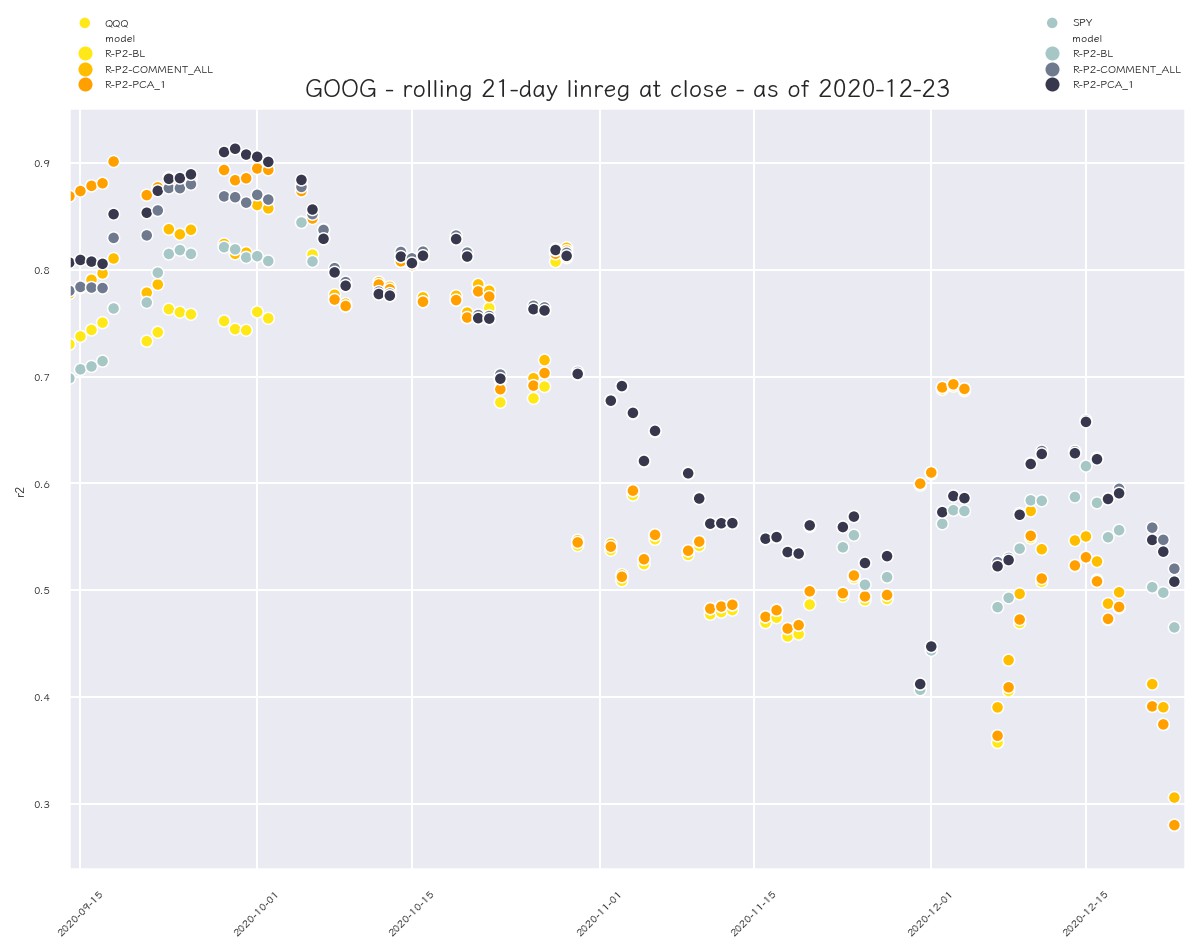 QQQ
model
R-P2-BL
R-P2-COMMENT_ALL
R-P2-PCA_1
SPY
model
R-P2-BL
R-P2-COMMENT_ALL
R-P2-PCA_1
GOOG - rolling 21-day linreg at close - as of 2020-12-23
r2
0.9
0.8
0.7
0.6
0.5
0.4
0.3
2020-09-15
2020-10-01
2020-10-15
2020-11-01
2020-11-15
2020-12-01
2020-12-15